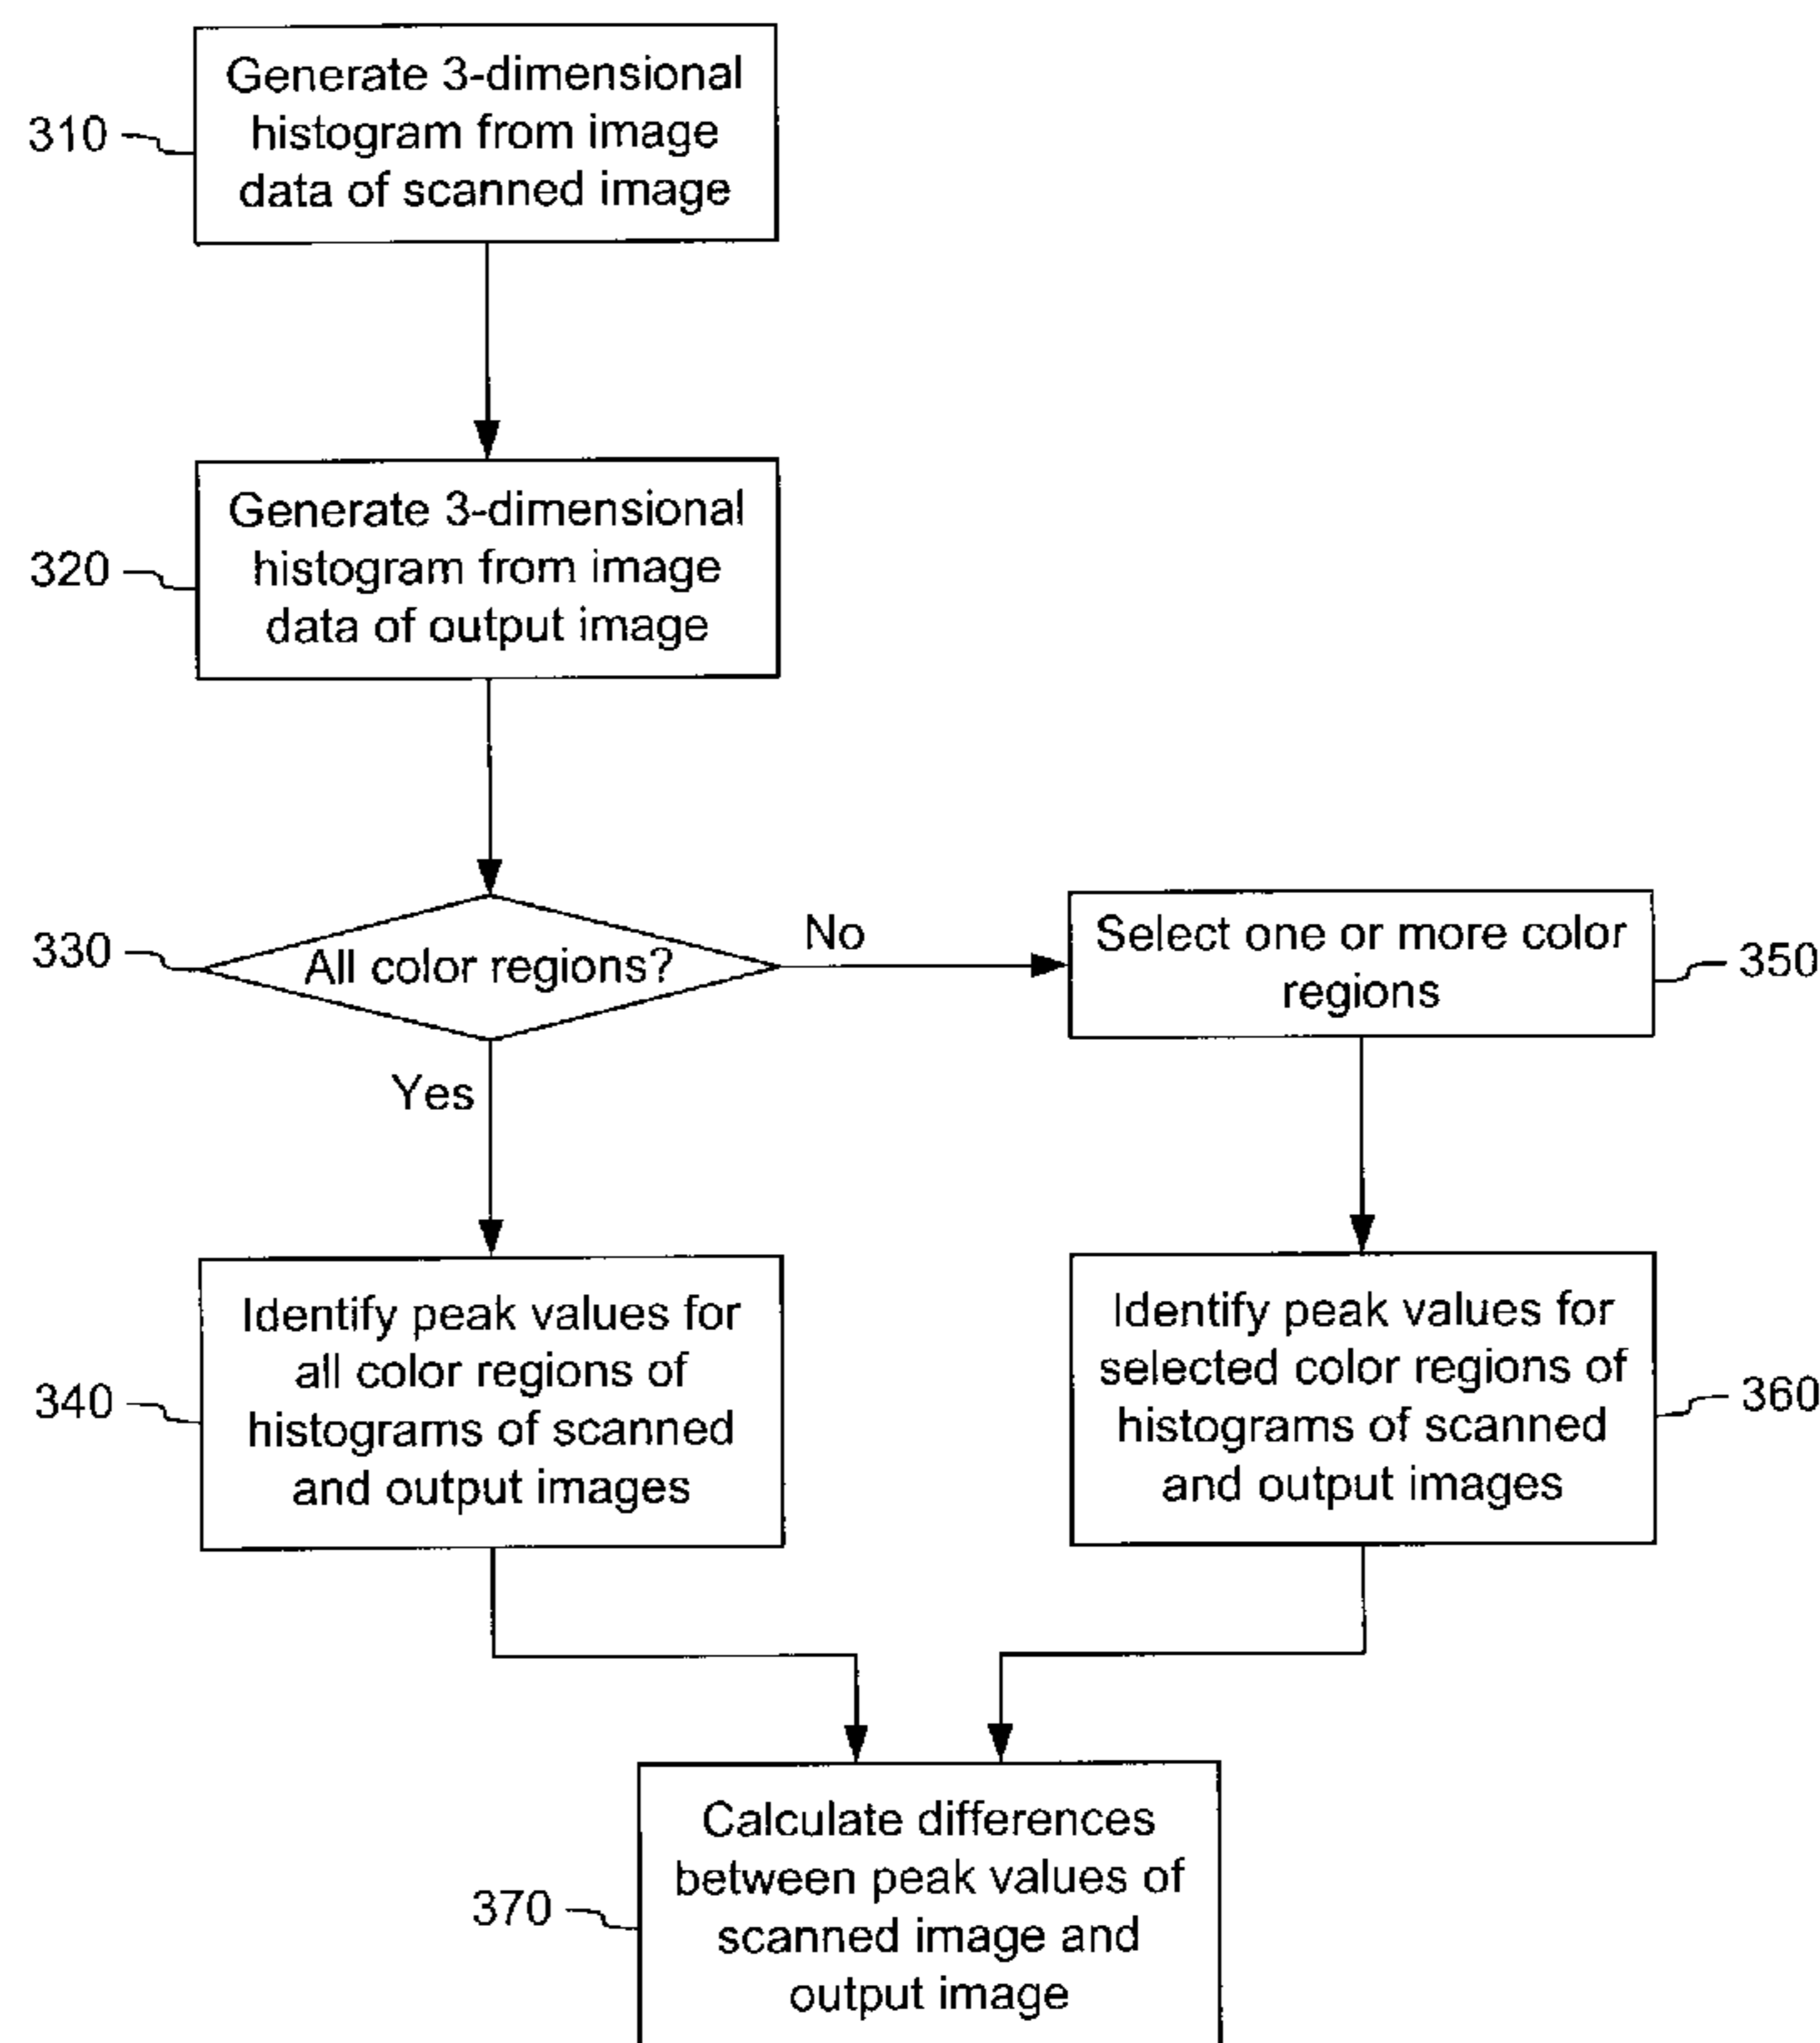 Generate 3-dimensional
histogram from image
data of scanned image
310
Generate 3-dimensional
histogram from image
data of output image
320
330
All color regions?
No
Yes
Select one or more color
regions
350
Identify peak values for
all color regions of
histograms of scanned
and output images
340
Identify peak values for
selected color regions of
histograms of scanned
and output images
360
Calculate differences
between peak values of
scanned image and
output image
370